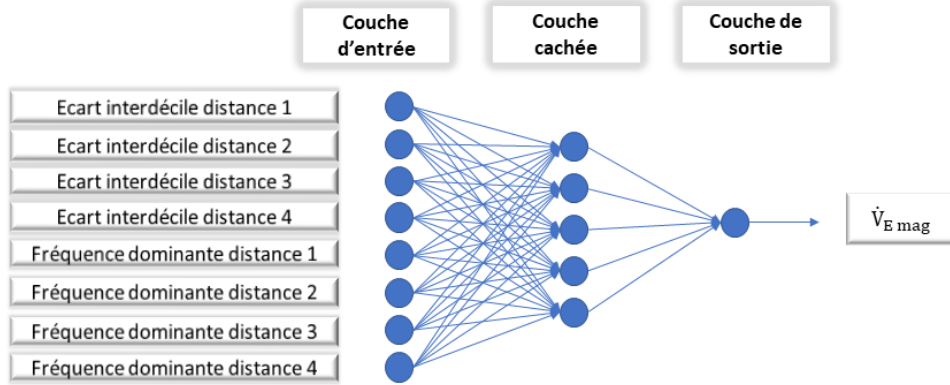 Couche
d'entrée
Couche
cachée
Couche de
sortie
Ecart interdécile distance 1
Ecart interdécile distance 2
Ecart interdécile distance 3
Ecart interdécile distance 4
Fréquence dominante distance 1
Fréquence dominante distance 2
Fréquence dominante distance 3
Fréquence dominante distance 4
V̇E mag